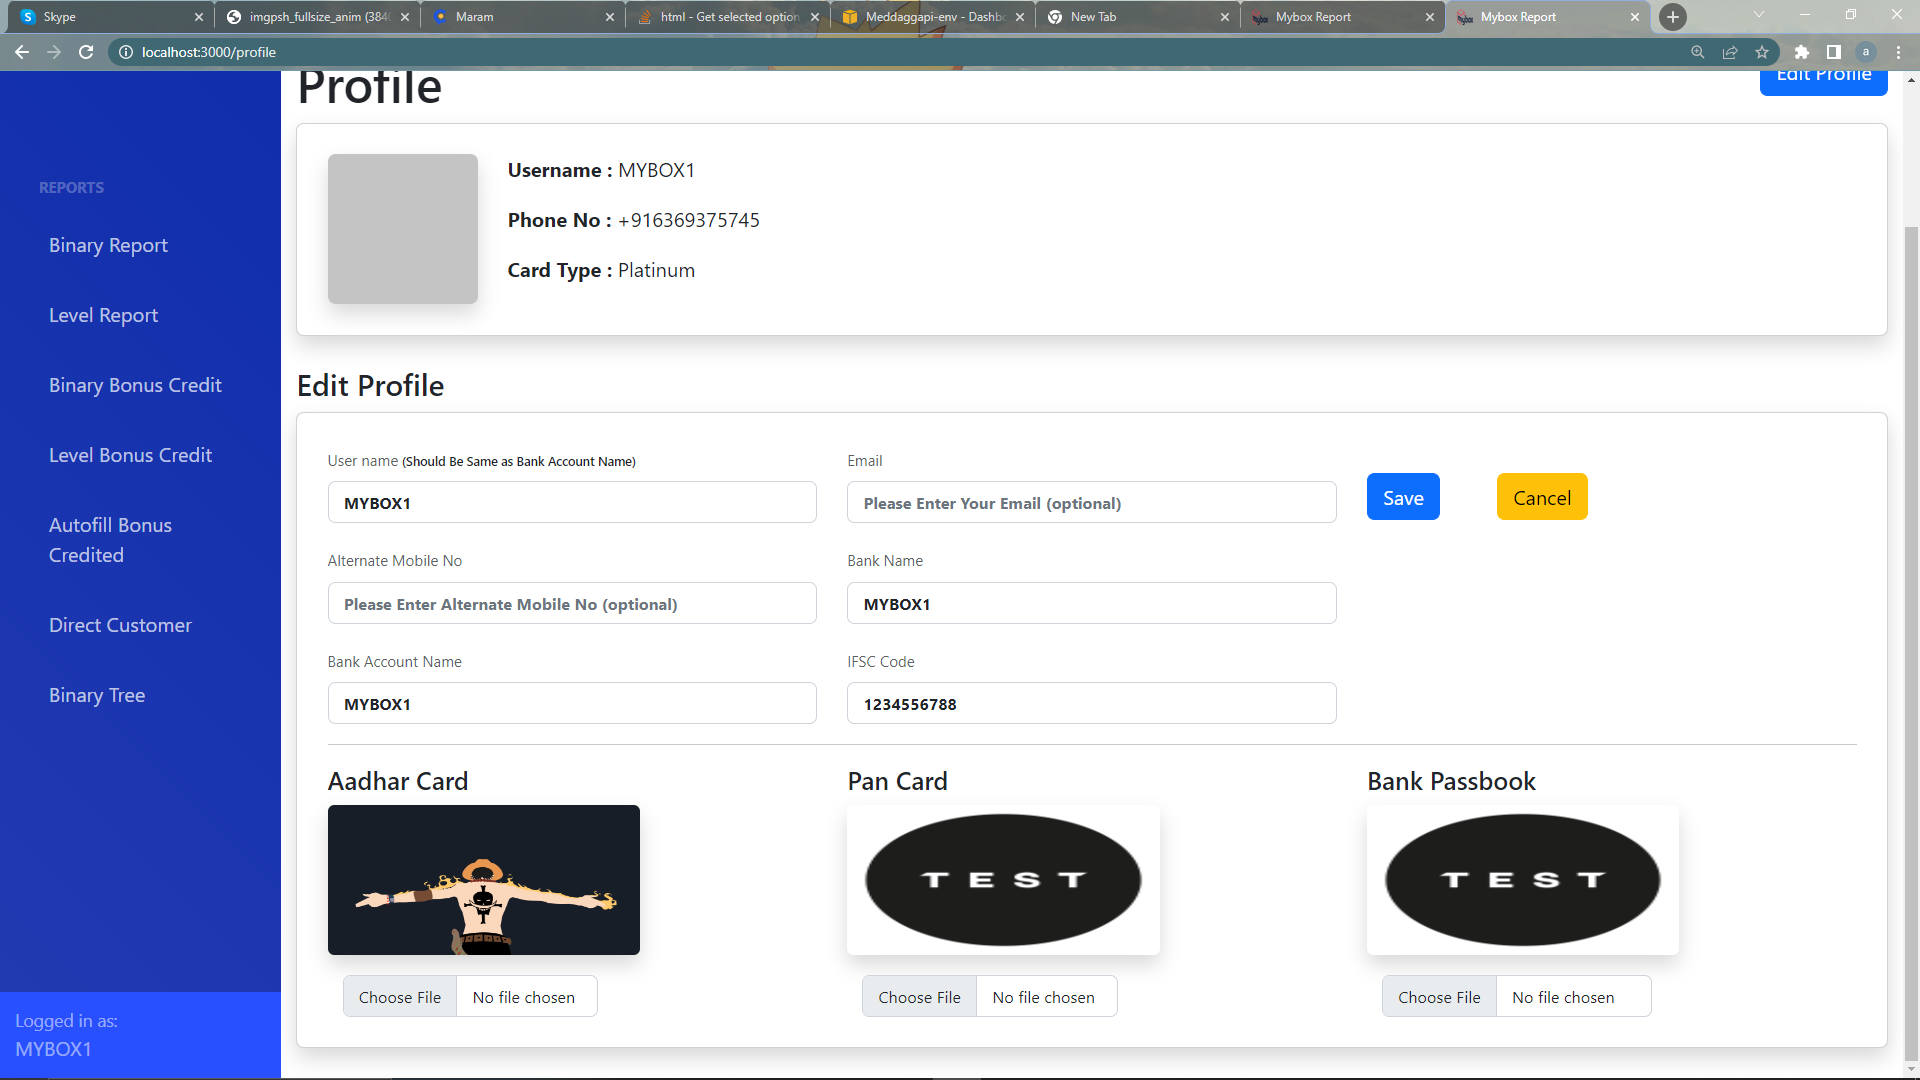 Skype
imgpsh_fullsize_anim (384
Maram
html - Get selected option
Meddaggapi-env - Dashbo
New Tab
Mybox Report
Mybox Report
localhost:3000/profile
a
Profile
Edit Profile
REPORTS
Binary Report
Level Report
Binary Bonus Credit
Level Bonus Credit
Autofill Bonus
Credited
Direct Customer
Binary Tree
Logged in as:
MYBOX1
Username : MYBOX1
Phone No : +916369375745
Card Type : Platinum
Edit Profile
User name (Should Be Same as Bank Account Name)
Email
MYBOX1
Please Enter Your Email (optional)
Save
Cancel
Alternate Mobile No
Bank Name
Please Enter Alternate Mobile No (optional)
MYBOX1
Bank Account Name
IFSC Code
MYBOX1
1234556788
Aadhar Card
Pan Card
Bank Passbook
TEST
TEST
Choose File No file chosen
Choose File No file chosen
Choose File No file chosen